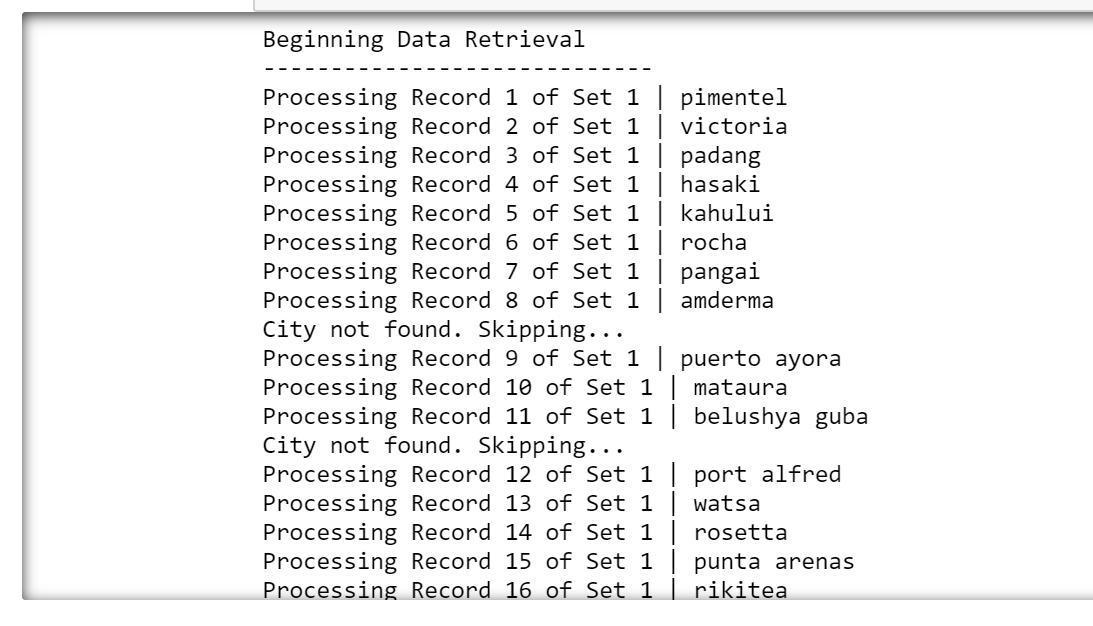 Beginning Data Retrieval
-----------------------------
Processing Record 1 of Set 1 | pimentel
Processing Record 2 of Set 1 | victoria
Processing Record 3 of Set 1 | padang
Processing Record 4 of Set 1 | hasaki
Processing Record 5 of Set 1 | kahului
Processing Record 6 of Set 1 | rocha
Processing Record 7 of Set 1 | pangai
Processing Record 8 of Set 1 | amderma
City not found. Skipping...
Processing Record 9 of Set 1 | puerto ayora
Processing Record 10 of Set 1 | mataura
Processing Record 11 of Set 1 | belushya guba
City not found. Skipping...
Processing Record 12 of Set 1 | port alfred
Processing Record 13 of Set 1 | watsa
Processing Record 14 of Set 1 | rosetta
Processing Record 15 of Set 1 | punta arenas
Processing Record 16 of Set 1 | rikitea